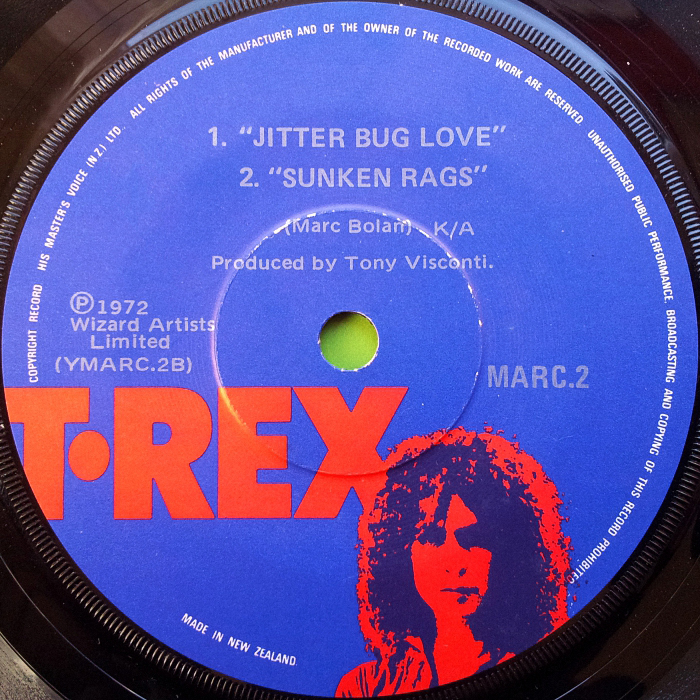 COPYRIGHT RECORD HIS MASTER'S VOICE (N.Z.) LTD. ALL RIGHTS OF THE MANUFACTURER AND OF THE OWNER OF THE RECORDED WORK ARE RESERVED UNAUTHORISED PUBLIC PERFORMANCE, BROADCASTING AND COPYING OF THIS RECORD PROHIBITED
1. “JITTER BUG LOVE”
2. “SUNKEN RAGS”
(Marc Bolan) K/A
Produced by Tony Visconti.
℗ 1972
Wizard Artists
Limited
(YMARC.2B)
MARC.2
T·REX
MADE IN NEW ZEALAND.